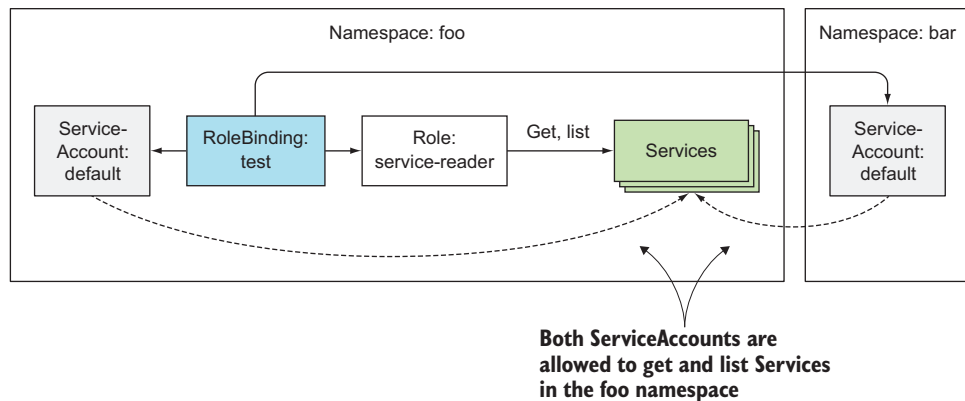 Namespace: foo
Namespace: bar
Service-
Account:
default
RoleBinding:
test
Role:
service-reader
Get, list
Services
Service-
Account:
default
Both ServiceAccounts are
allowed to get and list Services
in the foo namespace